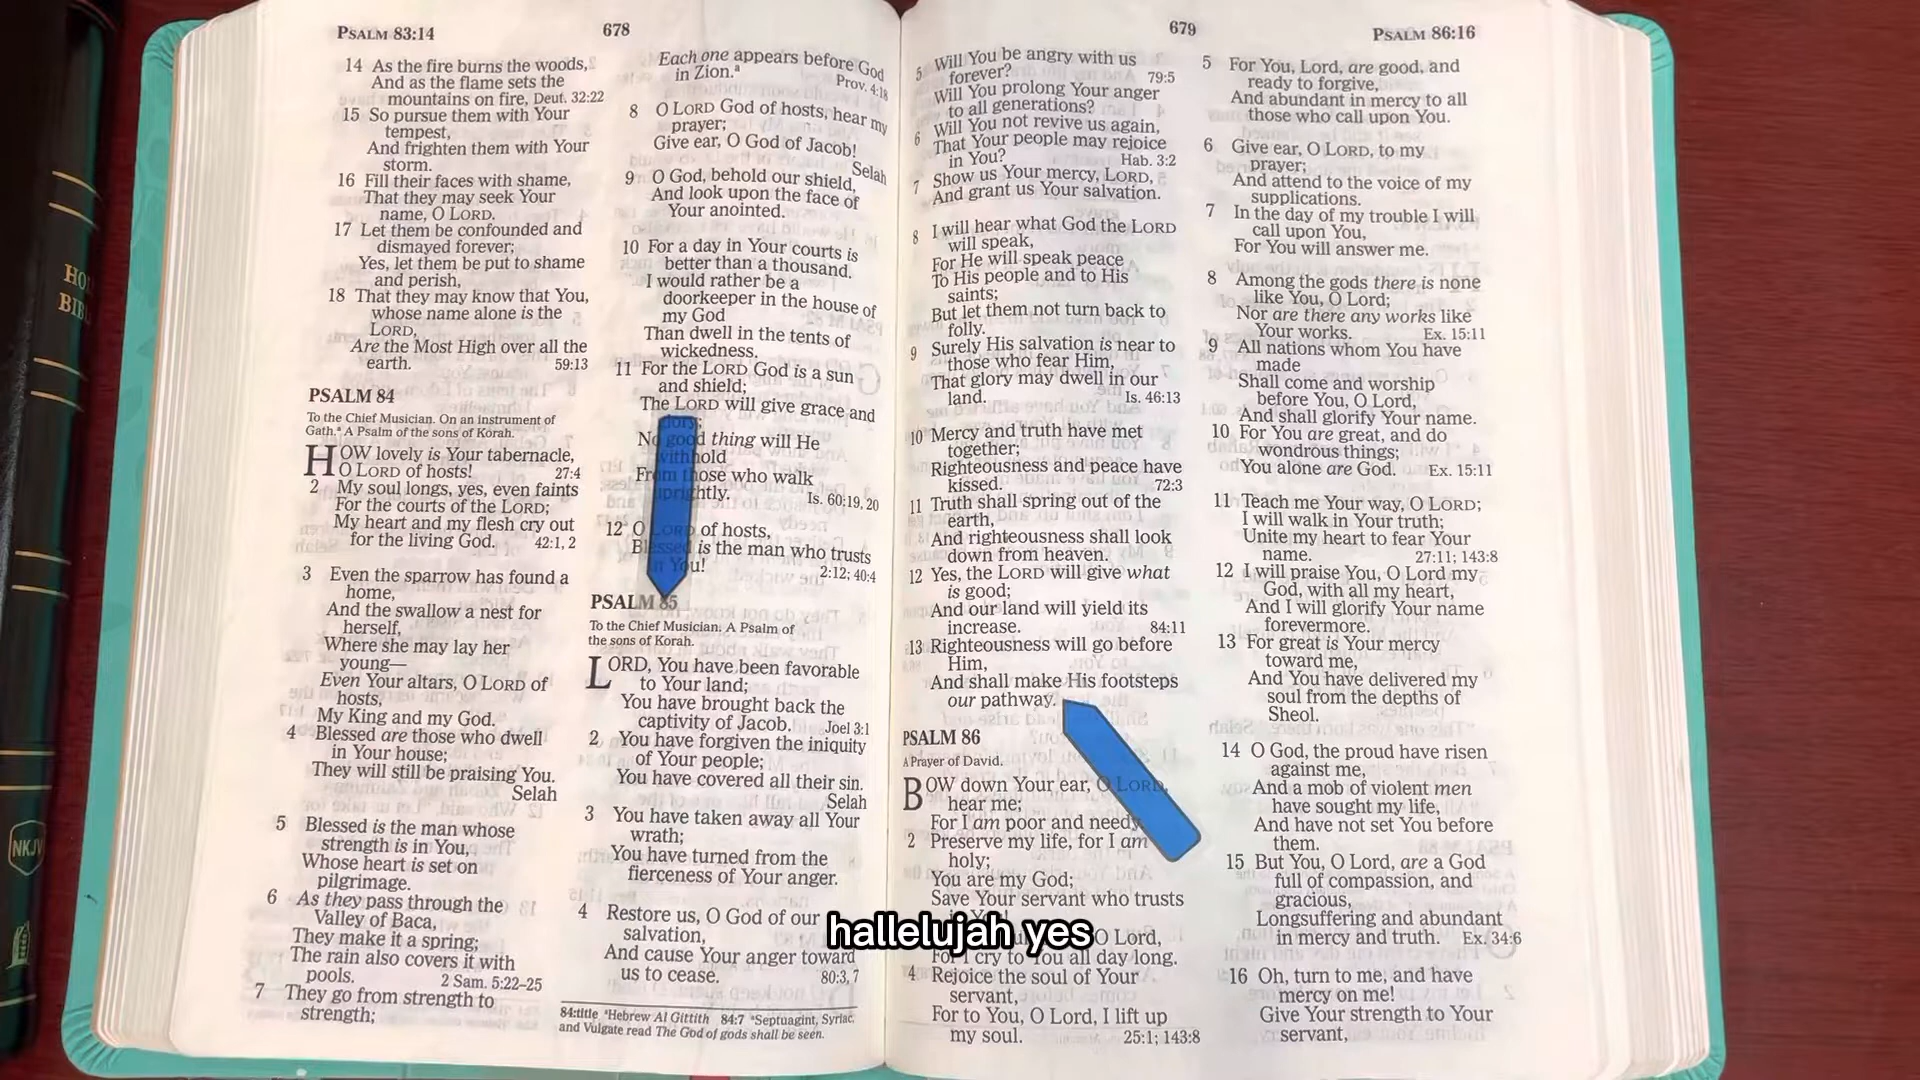 HO
BIB
NKJV
PSALM 83:14
678
14 As the fire burns the woods,
And as the flame sets the
mountains on fire, Deut. 32:22
15 So pursue them with Your
tempest,
And frighten them with Your
storm.
16 Fill their faces with shame,
That they may seek Your
name, O LORD.
17 Let them be confounded and
dismayed forever;
Yes, let them be put to shame
and perish,
18 That they may know that You,
whose name alone is the
LORD,
Are the Most High over all the
earth. 59:13
PSALM 84
To the Chief Musician. On an instrument of
Gath.ᵃ A Psalm of the sons of Korah.
HOW lovely is Your tabernacle,
O LORD of hosts! 27:4
2 My soul longs, yes, even faints
For the courts of the LORD;
My heart and my flesh cry out
for the living God. 42:1, 2
3 Even the sparrow has found a
home,
And the swallow a nest for
herself,
Where she may lay her
young—
Even Your altars, O LORD of
hosts,
My King and my God.
4 Blessed are those who dwell
in Your house;
They will still be praising You.
Selah
5 Blessed is the man whose
strength is in You,
Whose heart is set on
pilgrimage.
6 As they pass through the
Valley of Baca,
They make it a spring;
The rain also covers it with
pools. 2 Sam. 5:22–25
7 They go from strength to
strength;
Each one appears before God
in Zion.ᵃ Prov. 4:18
8 O LORD God of hosts, hear my
prayer;
Give ear, O God of Jacob!
Selah
9 O God, behold our shield,
And look upon the face of
Your anointed.
10 For a day in Your courts is
better than a thousand.
I would rather be a
doorkeeper in the house of
my God
Than dwell in the tents of
wickedness.
11 For the LORD God is a sun
and shield;
The LORD will give grace and
glory;
No good thing will He
withhold
From those who walk
uprightly. Is. 60:19, 20
12 O LORD of hosts,
Blessed is the man who trusts
in You! 2:12; 40:4
PSALM 85
To the Chief Musician. A Psalm of
the sons of Korah.
LORD, You have been favorable
to Your land;
You have brought back the
captivity of Jacob. Joel 3:1
2 You have forgiven the iniquity
of Your people;
You have covered all their sin.
Selah
3 You have taken away all Your
wrath;
You have turned from the
fierceness of Your anger.
4 Restore us, O God of our
salvation,
And cause Your anger toward
us to cease. 80:3, 7
84:title ᵃHebrew Al Gittith 84:7 ᵃSeptuagint, Syriac,
and Vulgate read The God of gods shall be seen.
679
PSALM 86:16
5 Will You be angry with us
forever? 79:5
Will You prolong Your anger
to all generations?
6 Will You not revive us again,
That Your people may rejoice
in You? Hab. 3:2
7 Show us Your mercy, LORD,
And grant us Your salvation.
8 I will hear what God the LORD
will speak,
For He will speak peace
To His people and to His
saints;
But let them not turn back to
folly.
9 Surely His salvation is near to
those who fear Him,
That glory may dwell in our
land. Is. 46:13
10 Mercy and truth have met
together;
Righteousness and peace have
kissed. 72:3
11 Truth shall spring out of the
earth,
And righteousness shall look
down from heaven.
12 Yes, the LORD will give what
is good;
And our land will yield its
increase. 84:11
13 Righteousness will go before
Him,
And shall make His footsteps
our pathway.
PSALM 86
A Prayer of David.
BOW down Your ear, O LORD,
hear me;
For I am poor and needy.
2 Preserve my life, for I am
holy;
You are my God;
Save Your servant who trusts
O Lord,
For I cry to You all day long.
4 Rejoice the soul of Your
servant,
For to You, O Lord, I lift up
my soul. 25:1; 143:8
5 For You, Lord, are good, and
ready to forgive,
And abundant in mercy to all
those who call upon You.
6 Give ear, O LORD, to my
prayer;
And attend to the voice of my
supplications.
7 In the day of my trouble I will
call upon You,
For You will answer me.
8 Among the gods there is none
like You, O Lord;
Nor are there any works like
Your works. Ex. 15:11
9 All nations whom You have
made
Shall come and worship
before You, O Lord,
And shall glorify Your name.
10 For You are great, and do
wondrous things;
You alone are God. Ex. 15:11
11 Teach me Your way, O LORD;
I will walk in Your truth;
Unite my heart to fear Your
name. 27:11; 143:8
12 I will praise You, O Lord my
God, with all my heart,
And I will glorify Your name
forevermore.
13 For great is Your mercy
toward me,
And You have delivered my
soul from the depths of
Sheol.
14 O God, the proud have risen
against me,
And a mob of violent men
have sought my life,
And have not set You before
them.
15 But You, O Lord, are a God
full of compassion, and
gracious,
Longsuffering and abundant
in mercy and truth. Ex. 34:6
16 Oh, turn to me, and have
mercy on me!
Give Your strength to Your
servant,
hallelujah yes